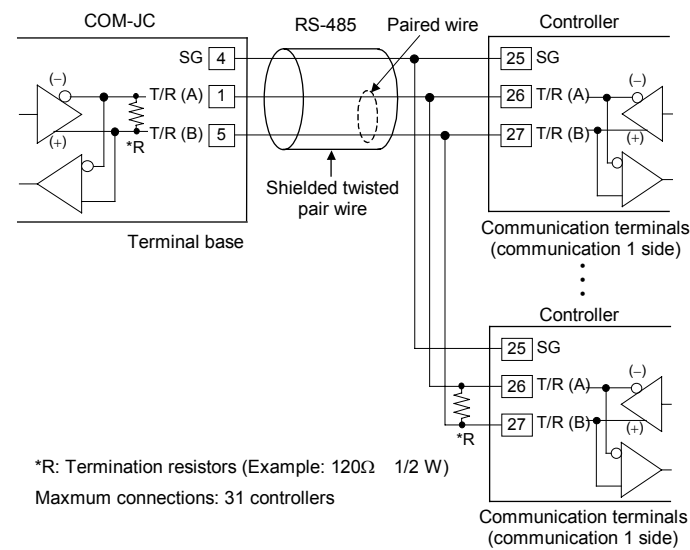 COM-JC
RS-485
Paired wire
Controller
SG 4
25 SG
(−)
T/R (A) 1
26 T/R (A)
(−)
T/R (B) 5
27 T/R (B)
(+)
*R
(+)
Shielded twisted
pair wire
Terminal base
Communication terminals
(communication 1 side)
Controller
25 SG
26 T/R (A)
(−)
27 T/R (B)
(+)
*R
*R: Termination resistors (Example: 120Ω 1/2 W)
Maxmum connections: 31 controllers
Communication terminals
(communication 1 side)